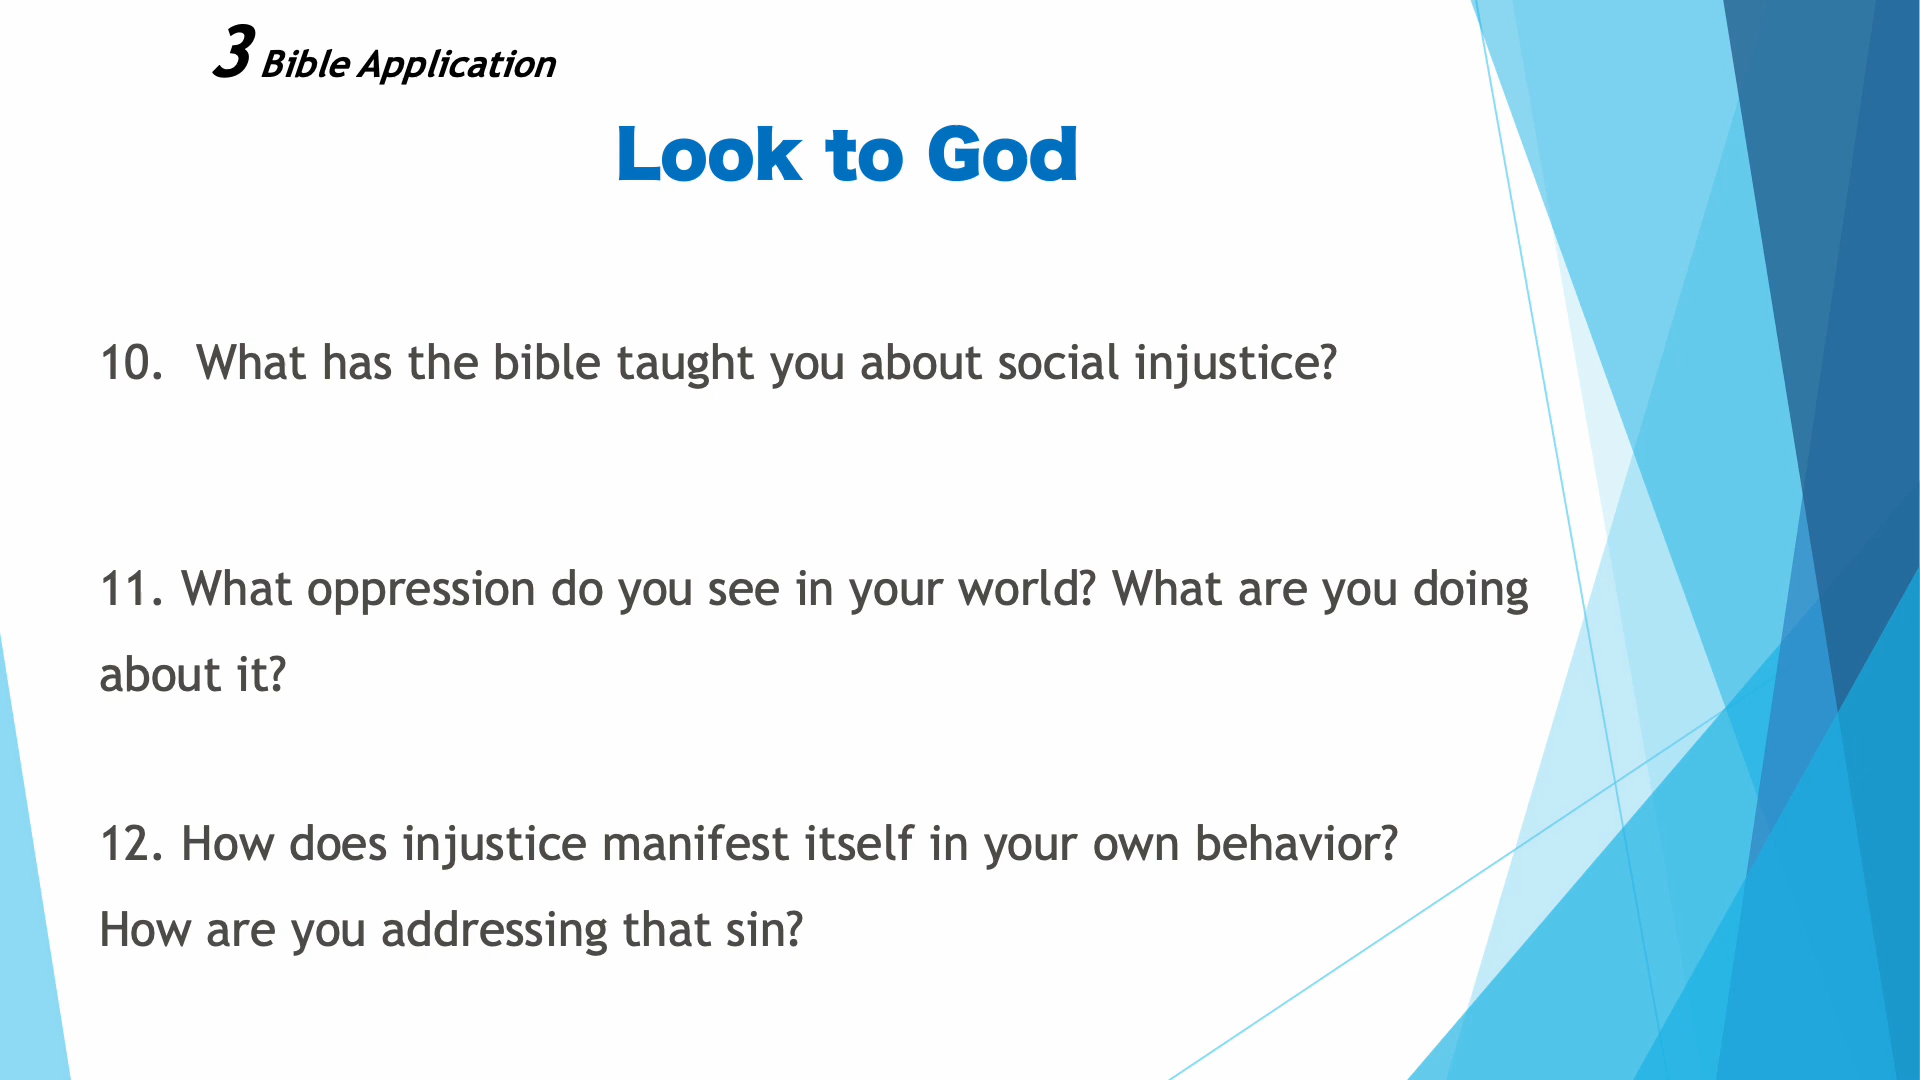 3 Bible Application
Look to God
10.  What has the bible taught you about social injustice?
11. What oppression do you see in your world? What are you doing
about it?
12. How does injustice manifest itself in your own behavior?
How are you addressing that sin?